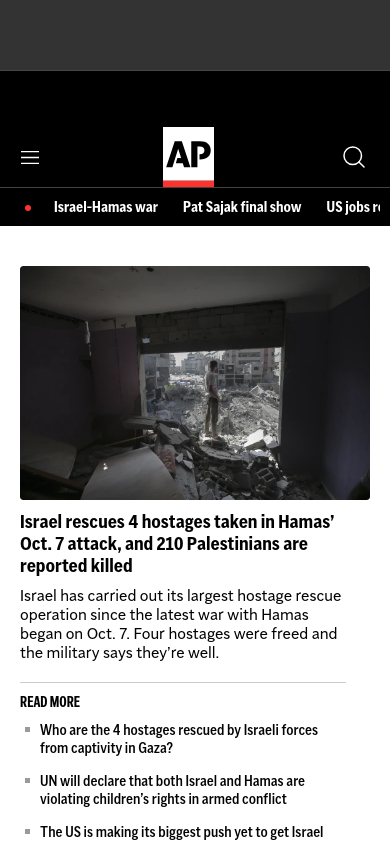 AP
Israel-Hamas war Pat Sajak final show US jobs re
Israel rescues 4 hostages taken in Hamas’
Oct. 7 attack, and 210 Palestinians are
reported killed
Israel has carried out its largest hostage rescue
operation since the latest war with Hamas
began on Oct. 7. Four hostages were freed and
the military says they’re well.
READ MORE
Who are the 4 hostages rescued by Israeli forces
from captivity in Gaza?
UN will declare that both Israel and Hamas are
violating children’s rights in armed conflict
The US is making its biggest push yet to get Israel